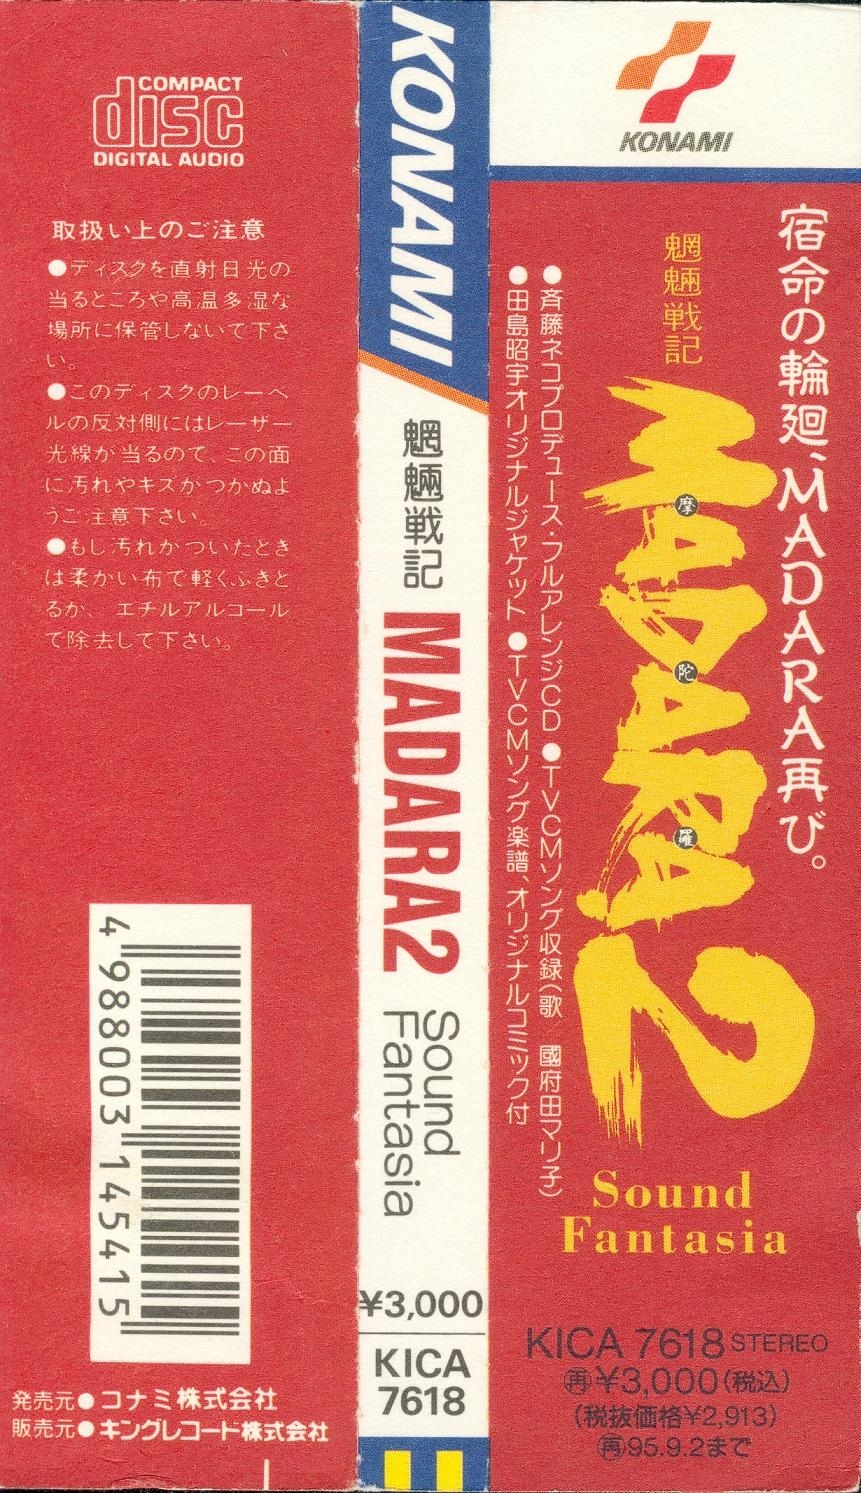 COMPACT
disc
DIGITAL AUDIO
取扱い上のご注意
●ディスクを直射日光の
当るところや高温多湿な
場所に保管しないで下さ
い。
●このディスクのレーベ
ルの反対側にはレーザー
光線が当るので、この面
に汚れやキズがつかぬよ
うご注意下さい。
●もし汚れがついたとき
は柔かい布で軽くふきと
るか、エチルアルコール
で除去して下さい。
4 988003 145415
発売元●コナミ株式会社
販売元●キングレコード株式会社
KONAMI
魍魎戦記
MADARA2
Sound
Fantasia
¥3,000
KICA
7618
KONAMI
宿命の輪廻、MADARA再び。
魍魎戦記
MADARA2
摩
陀
羅
Sound
Fantasia
●斉藤ネコプロデュース・フルアレンジCD●TVCMソング収録(歌 國府田マリ子)
●田島昭宇オリジナルジャケット●TVCMソング楽譜、オリジナルコミック付
KICA 7618 STEREO
再¥3,000(税込)
(税抜価格¥2,913)
再95.9.2まで